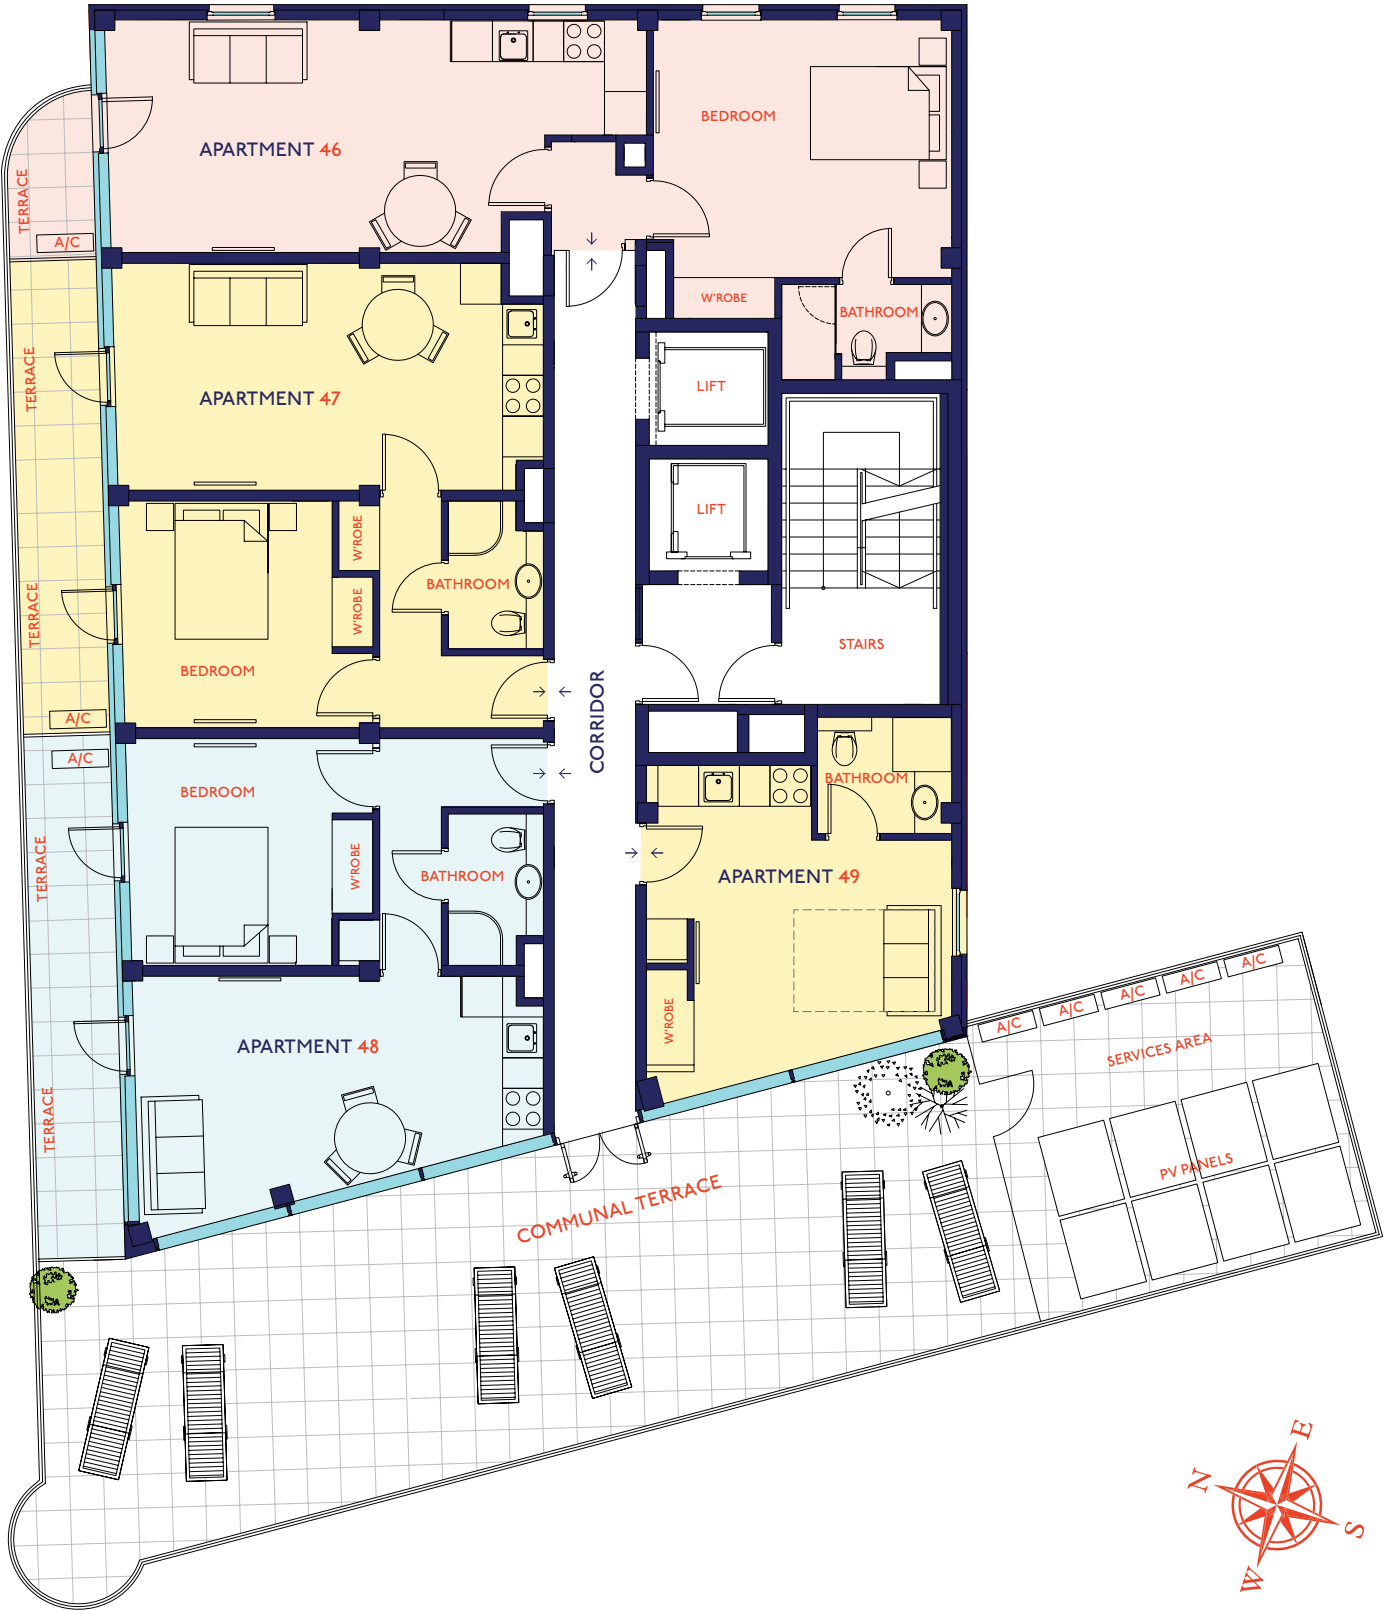 BEDROOM
APARTMENT 46
TERRACE
A/C
W'ROBE
BATHROOM
LIFT
TERRACE
APARTMENT 47
LIFT
W'ROBE
BATHROOM
TERRACE
W'ROBE
STAIRS
BEDROOM
A/C
CORRIDOR
A/C
BEDROOM
BATHROOM
TERRACE
W'ROBE
BATHROOM
APARTMENT 49
A/C
A/C
A/C
A/C
A/C
W'ROBE
APARTMENT 48
SERVICES AREA
TERRACE
PV PANELS
COMMUNAL TERRACE
E
N
S
W